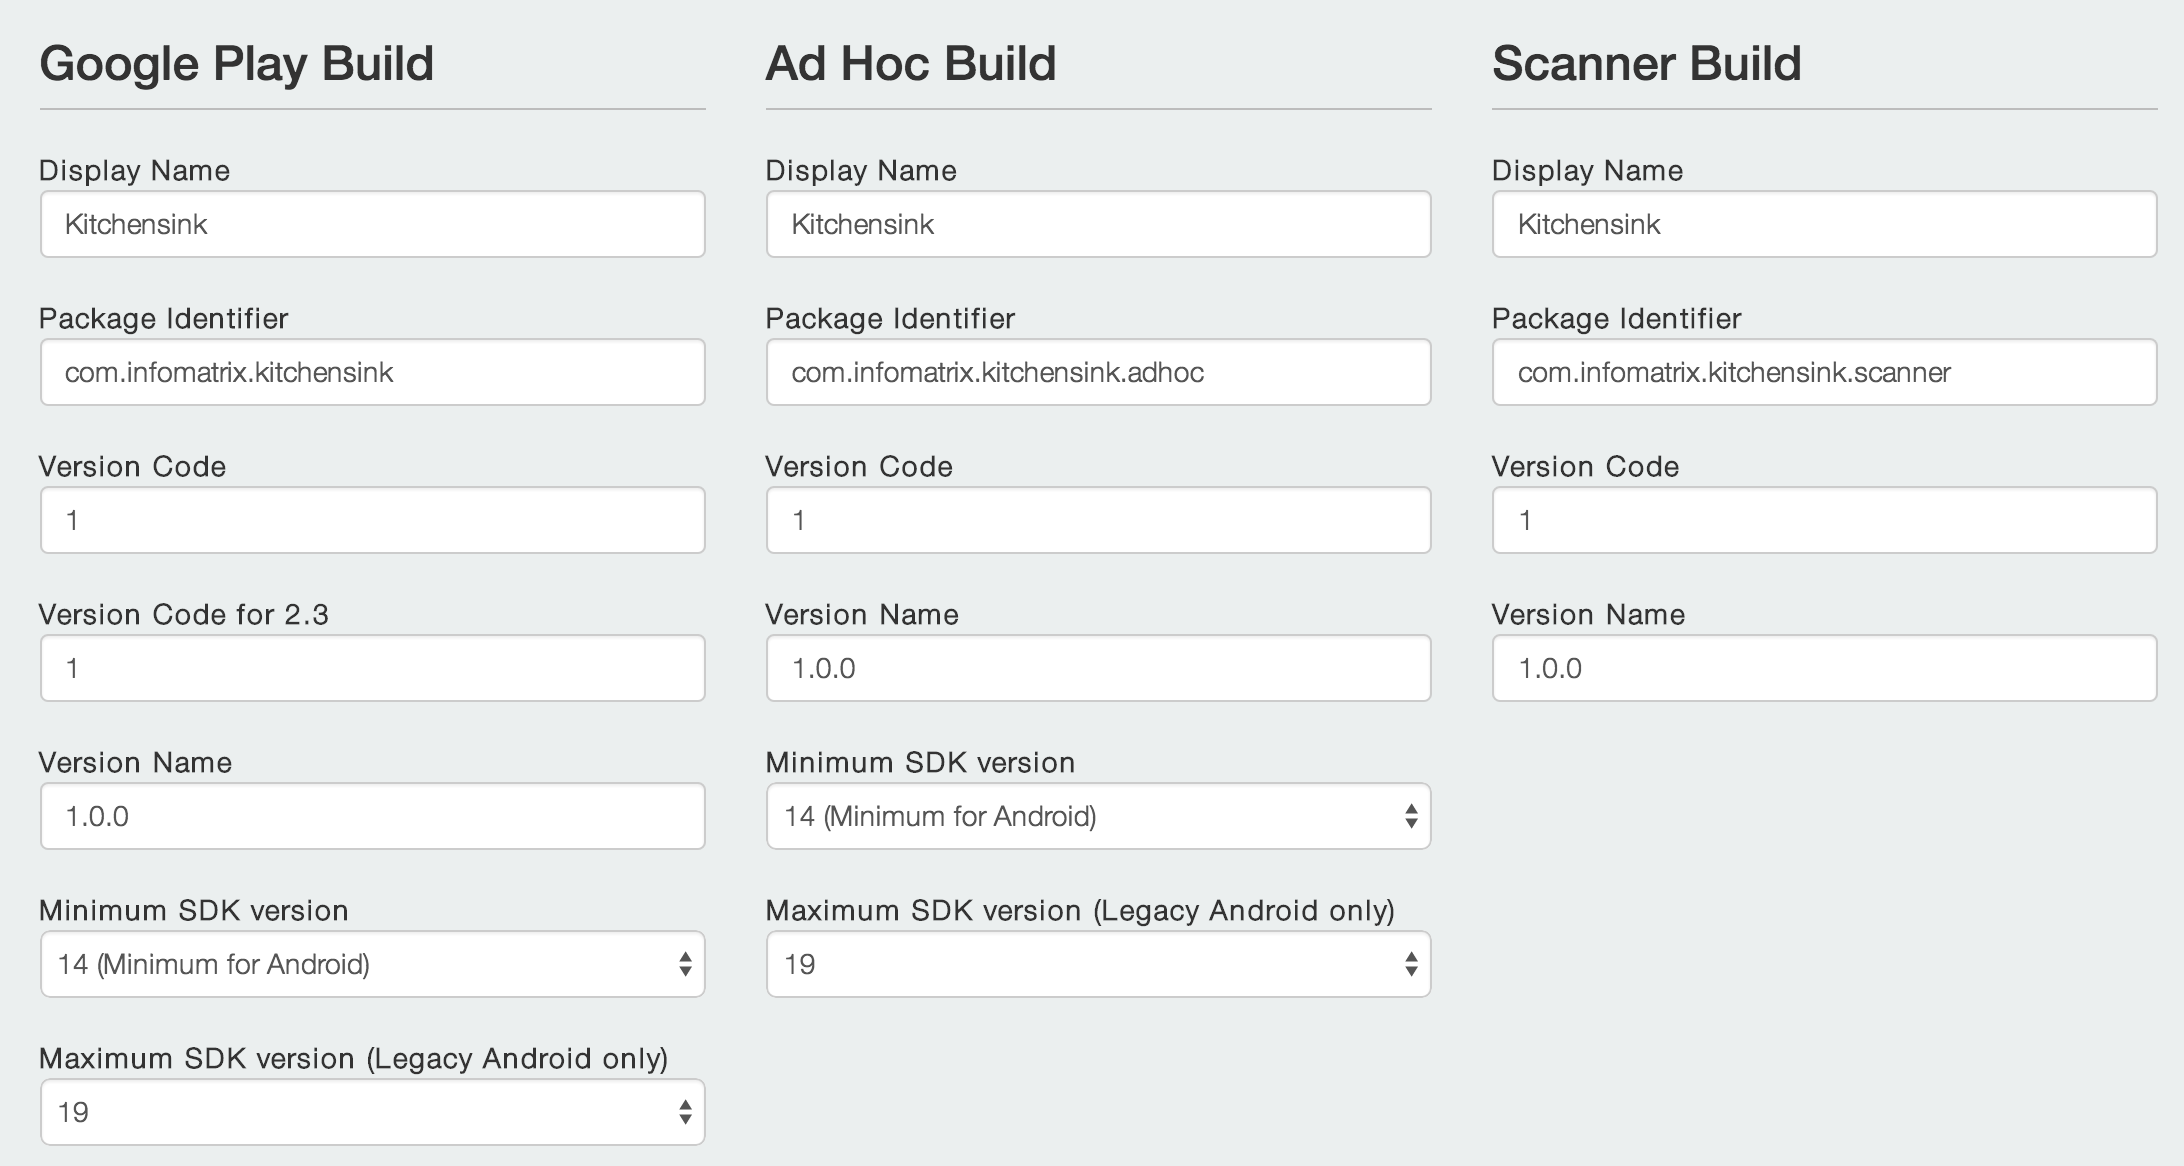 Google Play Build
Display Name
Kitchensink
Package Identifier
com.infomatrix.kitchensink
Version Code
1
Version Code for 2.3
1
Version Name
1.0.0
Minimum SDK version
14 (Minimum for Android)
Maximum SDK version (Legacy Android only)
19
Ad Hoc Build
Display Name
Kitchensink
Package Identifier
com.infomatrix.kitchensink.adhoc
Version Code
1
Version Name
1.0.0
Minimum SDK version
14 (Minimum for Android)
Maximum SDK version (Legacy Android only)
19
Scanner Build
Display Name
Kitchensink
Package Identifier
com.infomatrix.kitchensink.scanner
Version Code
1
Version Name
1.0.0